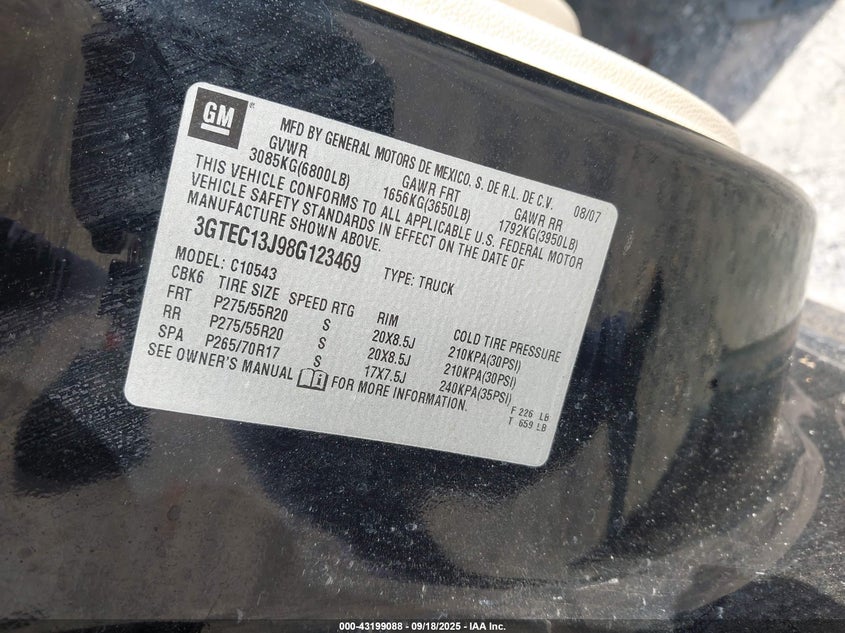 GM
MFD BY GENERAL MOTORS DE MEXICO, S. DE R.L. DE C.V. 08/07
GVWR GAWR FRT GAWR RR
3085KG(6800LB) 1656KG(3650LB) 1792KG(3950LB)
THIS VEHICLE CONFORMS TO ALL APPLICABLE U.S. FEDERAL MOTOR
VEHICLE SAFETY STANDARDS IN EFFECT ON THE DATE OF
MANUFACTURE SHOWN ABOVE.
3GTEC13J98G123469 TYPE: TRUCK
MODEL: C10543
CBK6 TIRE SIZE SPEED RTG RIM COLD TIRE PRESSURE
FRT P275/55R20 S 20X8.5J 210KPA(30PSI)
RR P275/55R20 S 20X8.5J 210KPA(30PSI)
SPA P265/70R17 S 17X7.5J 240KPA(35PSI)
SEE OWNER'S MANUAL FOR MORE INFORMATION.
F 226 LB
T 659 LB
000-43199088 - 09/18/2025 - IAA Inc.